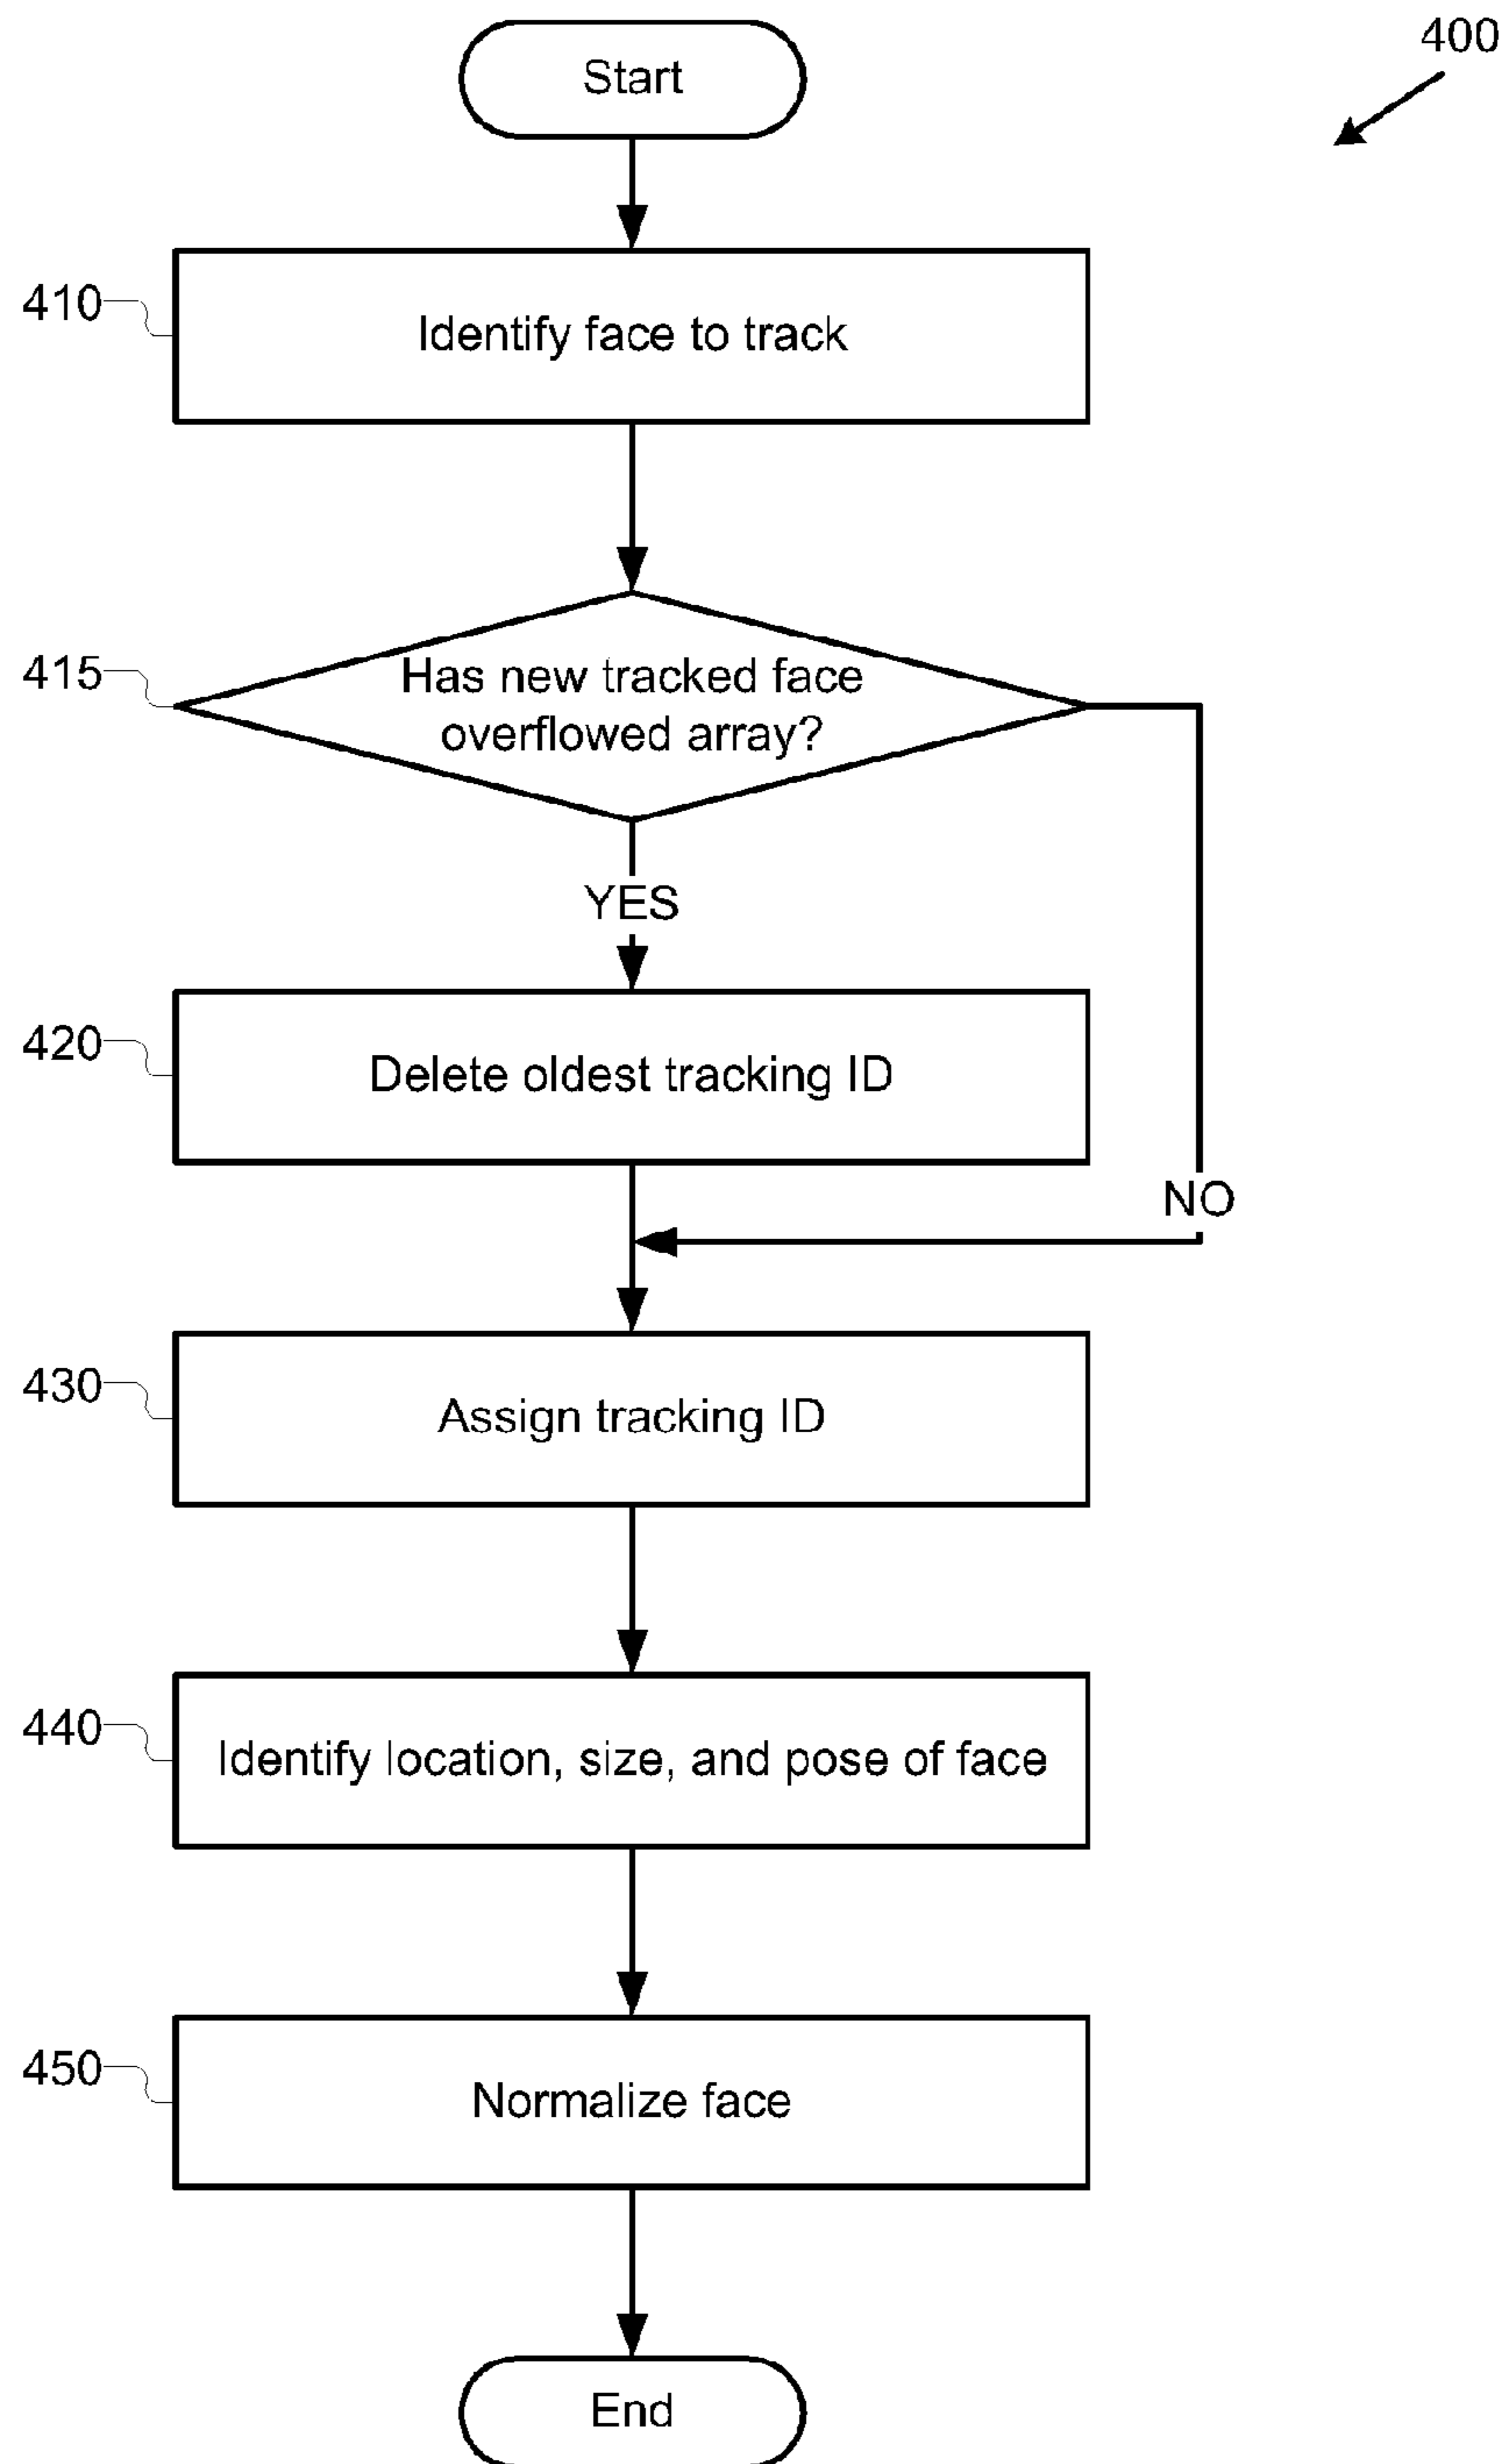 400
Start
410
Identify face to track
415
Has new tracked face
overflowed array?
YES
420
Delete oldest tracking ID
NO
430
Assign tracking ID
440
Identify location, size, and pose of face
450
Normalize face
End